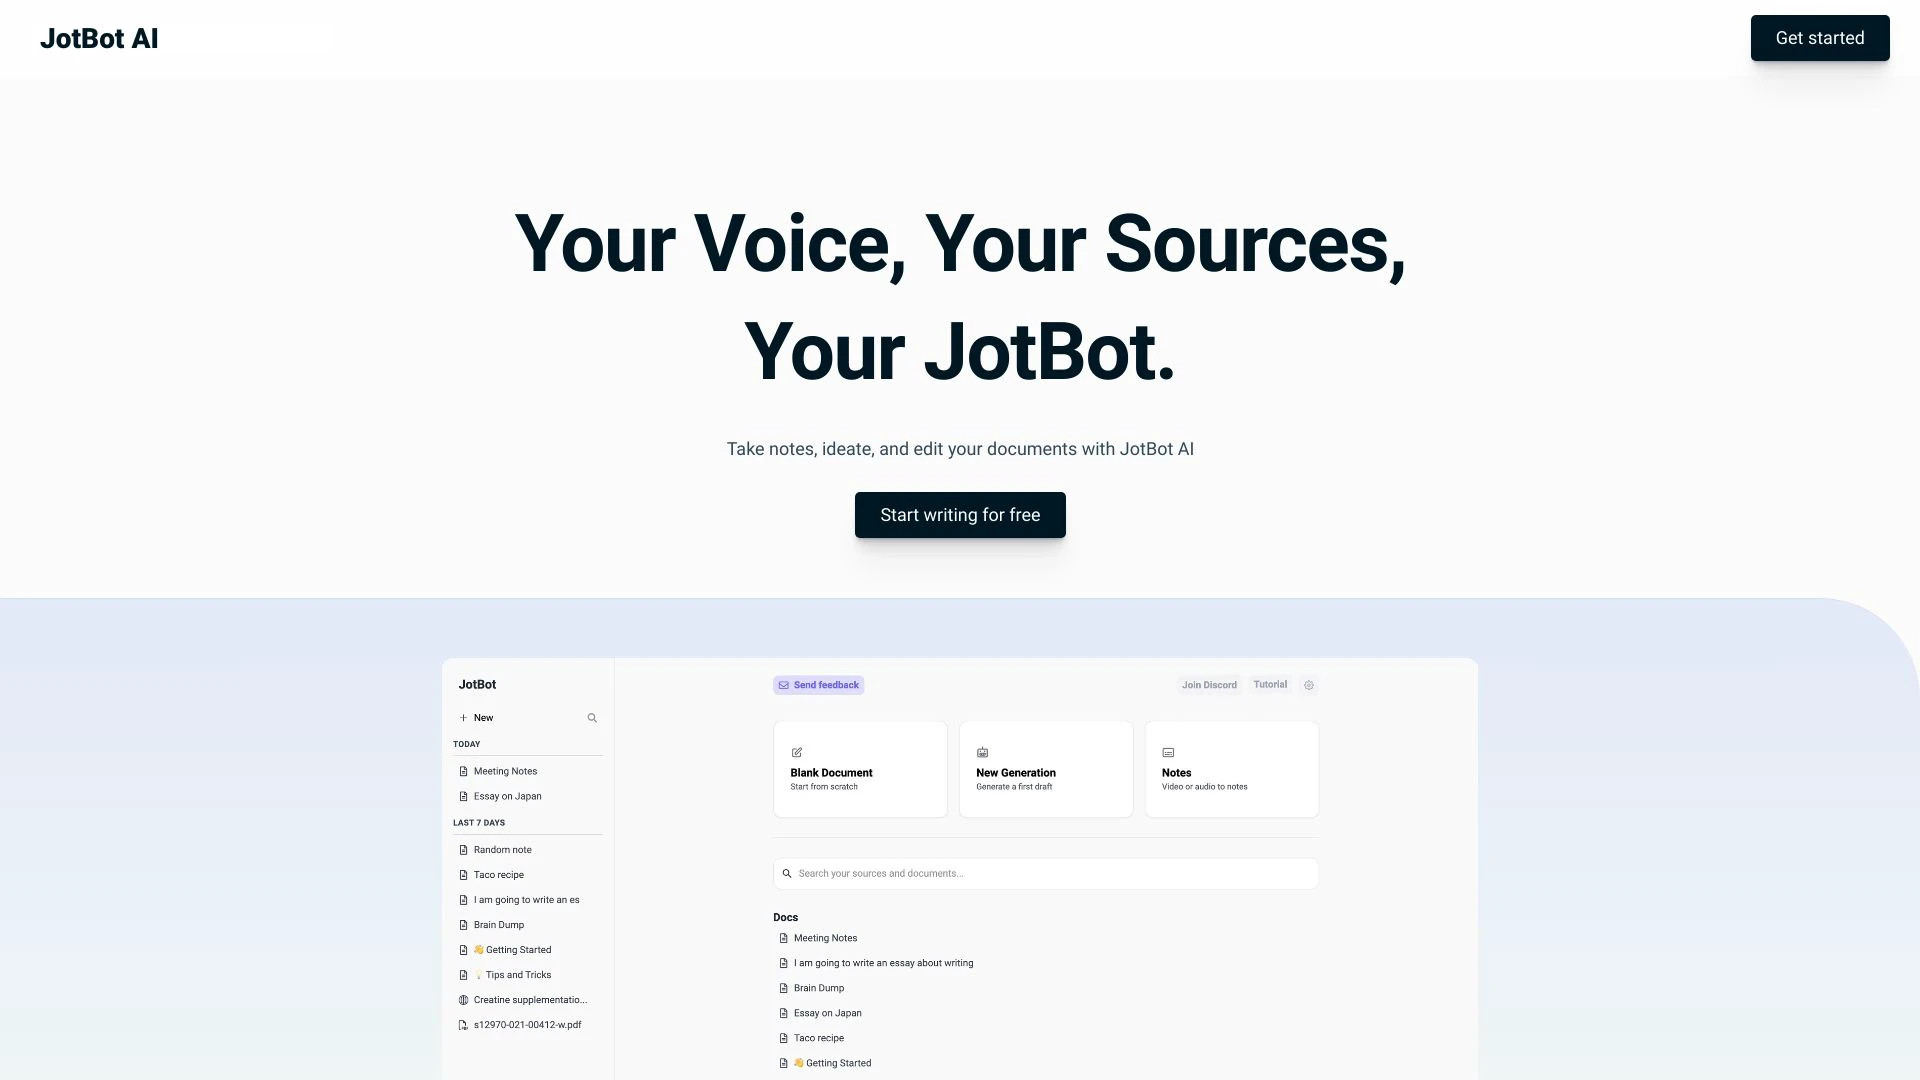 JotBot AI
Get started
Your Voice, Your Sources,
Your JotBot.
Take notes, ideate, and edit your documents with JotBot AI
Start writing for free
JotBot
New
TODAY
Meeting Notes
Essay on Japan
LAST 7 DAYS
Random note
Taco recipe
I am going to write an es
Brain Dump
👋 Getting Started
💡 Tips and Tricks
Creatine supplementatio...
s12970-021-00412-w.pdf
Send feedback
Join Discord
Tutorial
Blank Document
Start from scratch
New Generation
Generate a first draft
Notes
Video or audio to notes
Search your sources and documents...
Docs
Meeting Notes
I am going to write an essay about writing
Brain Dump
Essay on Japan
Taco recipe
👋 Getting Started